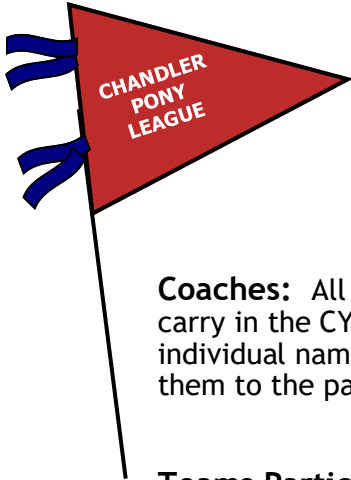 CHANDLER
PONY
LEAGUE
Coaches: All
carry in the CY
individual nam
them to the pa